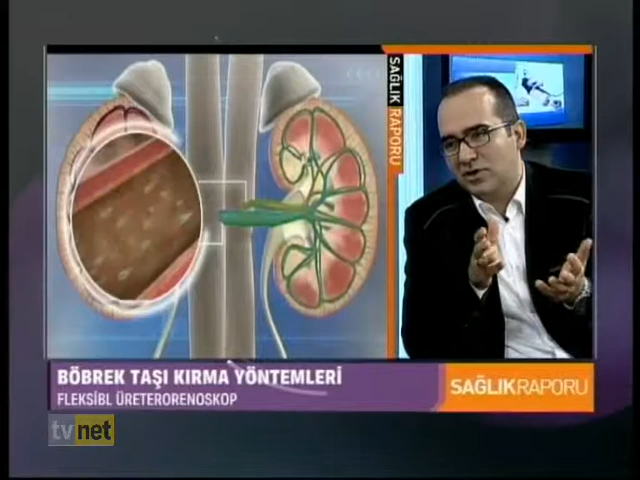 SAĞLIK RAPORU
BÖBREK TAŞI KIRMA YÖNTEMLERİ
FLEKSİBL ÜRETERORENOSKOP
SAĞLIKRAPORU
tvnet